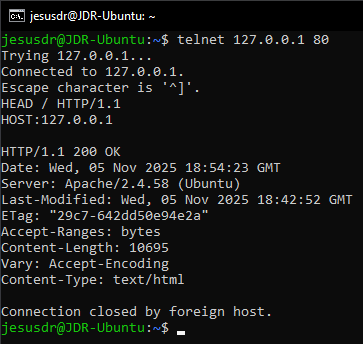 jesusdr@JDR-Ubuntu: ~
jesusdr@JDR-Ubuntu:~$ telnet 127.0.0.1 80
Trying 127.0.0.1...
Connected to 127.0.0.1.
Escape character is '^]'.
HEAD / HTTP/1.1
HOST:127.0.0.1

HTTP/1.1 200 OK
Date: Wed, 05 Nov 2025 18:54:23 GMT
Server: Apache/2.4.58 (Ubuntu)
Last-Modified: Wed, 05 Nov 2025 18:42:52 GMT
ETag: "29c7-642dd50e94e2a"
Accept-Ranges: bytes
Content-Length: 10695
Vary: Accept-Encoding
Content-Type: text/html

Connection closed by foreign host.
jesusdr@JDR-Ubuntu:~$